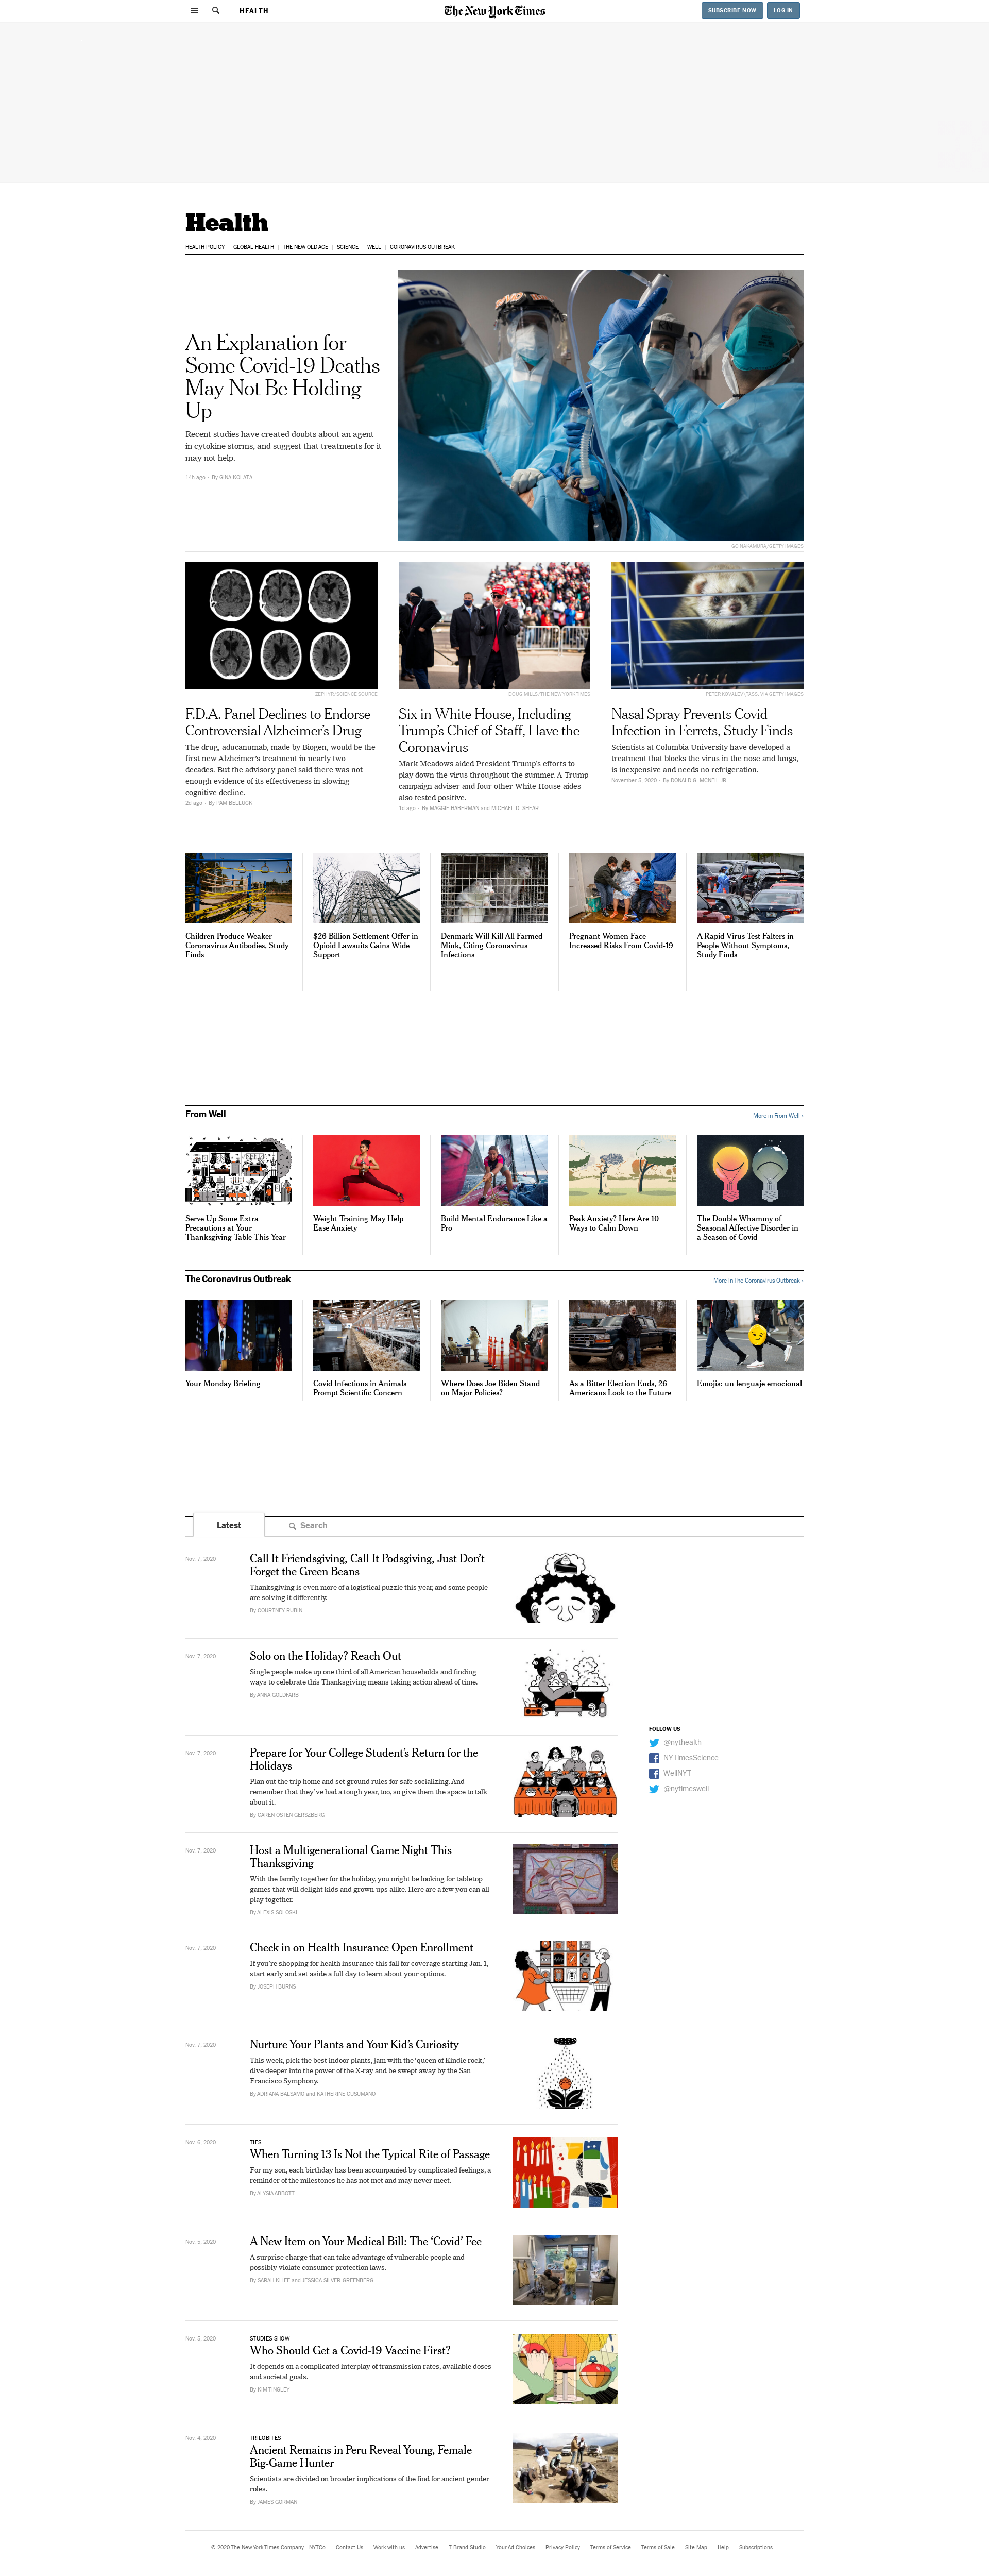 HEALTH
The New York Times
SUBSCRIBE NOW
LOG IN
Health
HEALTH POLICY | GLOBAL HEALTH | THE NEW OLD AGE | SCIENCE | WELL | CORONAVIRUS OUTBREAK
An Explanation for
Some Covid-19 Deaths
May Not Be Holding
Up
Recent studies have created doubts about an agent
in cytokine storms, and suggest that treatments for it
may not help.
14h ago • By GINA KOLATA
GO NAKAMURA/GETTY IMAGES
ZEPHYR/SCIENCE SOURCE
F.D.A. Panel Declines to Endorse
Controversial Alzheimer's Drug
The drug, aducanumab, made by Biogen, would be the
first new Alzheimer's treatment in nearly two
decades. But the advisory panel said there was not
enough evidence of its effectiveness in slowing
cognitive decline.
2d ago • By PAM BELLUCK
DOUG MILLS/THE NEW YORK TIMES
Six in White House, Including
Trump's Chief of Staff, Have the
Coronavirus
Mark Meadows aided President Trump's efforts to
play down the virus throughout the summer. A Trump
campaign adviser and four other White House aides
also tested positive.
1d ago • By MAGGIE HABERMAN and MICHAEL D. SHEAR
PETER KOVALEV\TASS, VIA GETTY IMAGES
Nasal Spray Prevents Covid
Infection in Ferrets, Study Finds
Scientists at Columbia University have developed a
treatment that blocks the virus in the nose and lungs,
is inexpensive and needs no refrigeration.
November 5, 2020 • By DONALD G. MCNEIL JR.
Children Produce Weaker
Coronavirus Antibodies, Study
Finds
$26 Billion Settlement Offer in
Opioid Lawsuits Gains Wide
Support
Denmark Will Kill All Farmed
Mink, Citing Coronavirus
Infections
Pregnant Women Face
Increased Risks From Covid-19
A Rapid Virus Test Falters in
People Without Symptoms,
Study Finds
From Well
More in From Well ›
Serve Up Some Extra
Precautions at Your
Thanksgiving Table This Year
Weight Training May Help
Ease Anxiety
Build Mental Endurance Like a
Pro
Peak Anxiety? Here Are 10
Ways to Calm Down
The Double Whammy of
Seasonal Affective Disorder in
a Season of Covid
The Coronavirus Outbreak
More in The Coronavirus Outbreak ›
Your Monday Briefing
Covid Infections in Animals
Prompt Scientific Concern
Where Does Joe Biden Stand
on Major Policies?
As a Bitter Election Ends, 26
Americans Look to the Future
Emojis: un lenguaje emocional
Latest
Search
Nov. 7, 2020
Call It Friendsgiving, Call It Podsgiving, Just Don't
Forget the Green Beans
Thanksgiving is even more of a logistical puzzle this year, and some people
are solving it differently.
By COURTNEY RUBIN
Nov. 7, 2020
Solo on the Holiday? Reach Out
Single people make up one third of all American households and finding
ways to celebrate this Thanksgiving means taking action ahead of time.
By ANNA GOLDFARB
Nov. 7, 2020
Prepare for Your College Student's Return for the
Holidays
Plan out the trip home and set ground rules for safe socializing. And
remember that they've had a tough year, too, so give them the space to talk
about it.
By CAREN OSTEN GERSZBERG
FOLLOW US
@nythealth
NYTimesScience
WellNYT
@nytimeswell
Nov. 7, 2020
Host a Multigenerational Game Night This
Thanksgiving
With the family together for the holiday, you might be looking for tabletop
games that will delight kids and grown-ups alike. Here are a few you can all
play together.
By ALEXIS SOLOSKI
Nov. 7, 2020
Check in on Health Insurance Open Enrollment
If you're shopping for health insurance this fall for coverage starting Jan. 1,
start early and set aside a full day to learn about your options.
By JOSEPH BURNS
Nov. 7, 2020
Nurture Your Plants and Your Kid's Curiosity
This week, pick the best indoor plants, jam with the 'queen of Kindie rock,'
dive deeper into the power of the X-ray and be swept away by the San
Francisco Symphony.
By ADRIANA BALSAMO and KATHERINE CUSUMANO
Nov. 6, 2020
TIES
When Turning 13 Is Not the Typical Rite of Passage
For my son, each birthday has been accompanied by complicated feelings, a
reminder of the milestones he has not met and may never meet.
By ALYSIA ABBOTT
Nov. 5, 2020
A New Item on Your Medical Bill: The 'Covid' Fee
A surprise charge that can take advantage of vulnerable people and
possibly violate consumer protection laws.
By SARAH KLIFF and JESSICA SILVER-GREENBERG
Nov. 5, 2020
STUDIES SHOW
Who Should Get a Covid-19 Vaccine First?
It depends on a complicated interplay of transmission rates, available doses
and societal goals.
By KIM TINGLEY
Nov. 4, 2020
TRILOBITES
Ancient Remains in Peru Reveal Young, Female
Big-Game Hunter
Scientists are divided on broader implications of the find for ancient gender
roles.
By JAMES GORMAN
© 2020 The New York Times Company NYTCo Contact Us Work with us Advertise T Brand Studio Your Ad Choices Privacy Policy Terms of Service Terms of Sale Site Map Help Subscriptions